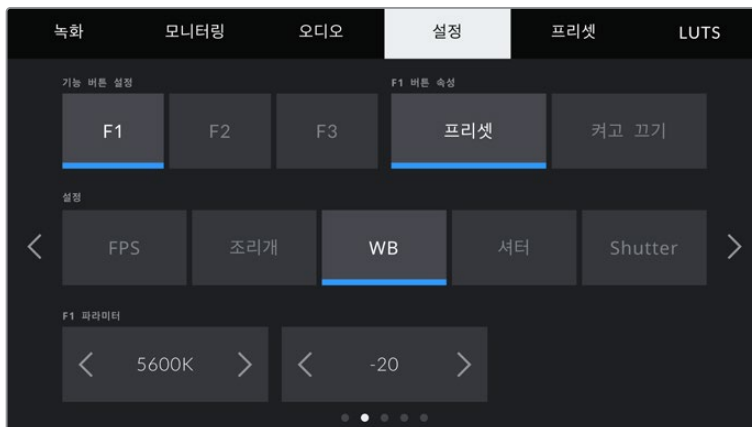 녹화 모니터링 오디오 설정 프리셋 LUTS
기능 버튼 설정 F1 버튼 속성
F1 F2 F3 프리셋 켜고 끄기
설정
FPS 조리개 WB 셔터 Shutter
F1 파라미터
5600K -20